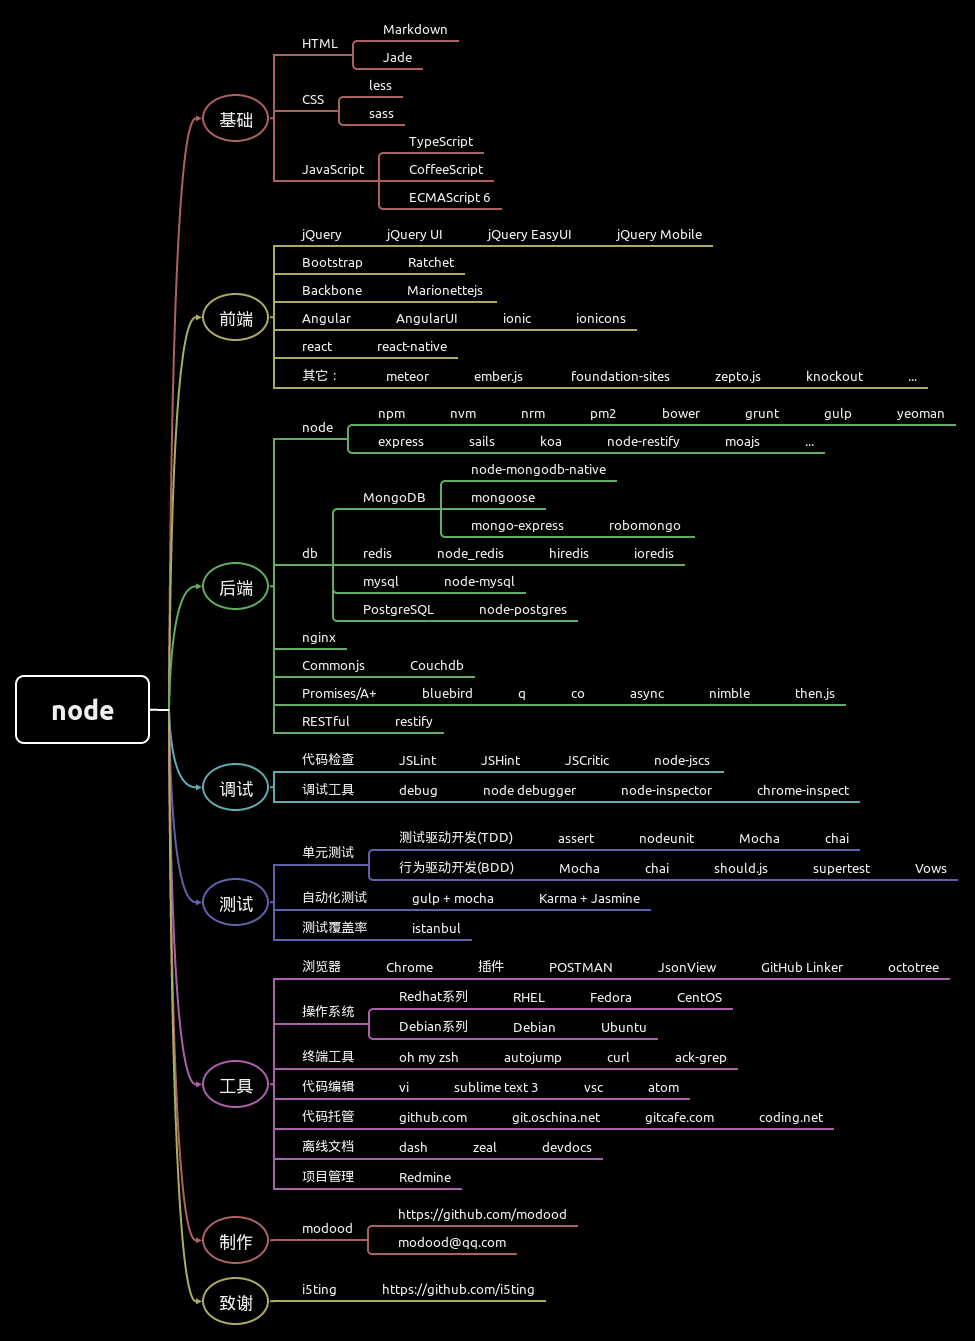 Markdown
HTML
Jade
less
CSS
sass
基础
TypeScript
JavaScript
CoffeeScript
ECMAScript 6
jQuery jQuery UI jQuery EasyUI jQuery Mobile
Bootstrap Ratchet
Backbone Marionettejs
Angular AngularUI ionic ionicons
前端
react react-native
其它： meteor ember.js foundation-sites zepto.js knockout ...
npm nvm nrm pm2 bower grunt gulp yeoman
node
express sails koa node-restify moajs ...
node-mongodb-native
MongoDB
mongoose
mongo-express robomongo
db
redis node_redis hiredis ioredis
mysql node-mysql
后端
PostgreSQL node-postgres
nginx
Commonjs Couchdb
Promises/A+ bluebird q co async nimble then.js
node
RESTful restify
代码检查 JSLint JSHint JSCritic node-jscs
调试
调试工具 debug node debugger node-inspector chrome-inspect
测试驱动开发(TDD) assert nodeunit Mocha chai
单元测试
行为驱动开发(BDD) Mocha chai should.js supertest Vows
自动化测试 gulp + mocha Karma + Jasmine
测试
测试覆盖率 istanbul
浏览器 Chrome 插件 POSTMAN JsonView GitHub Linker octotree
Redhat系列 RHEL Fedora CentOS
操作系统
Debian系列 Debian Ubuntu
终端工具 oh my zsh autojump curl ack-grep
工具
代码编辑 vi sublime text 3 vsc atom
代码托管 github.com git.oschina.net gitcafe.com coding.net
离线文档 dash zeal devdocs
项目管理 Redmine
https://github.com/modood
制作
modood
modood@qq.com
致谢
i5ting https://github.com/i5ting